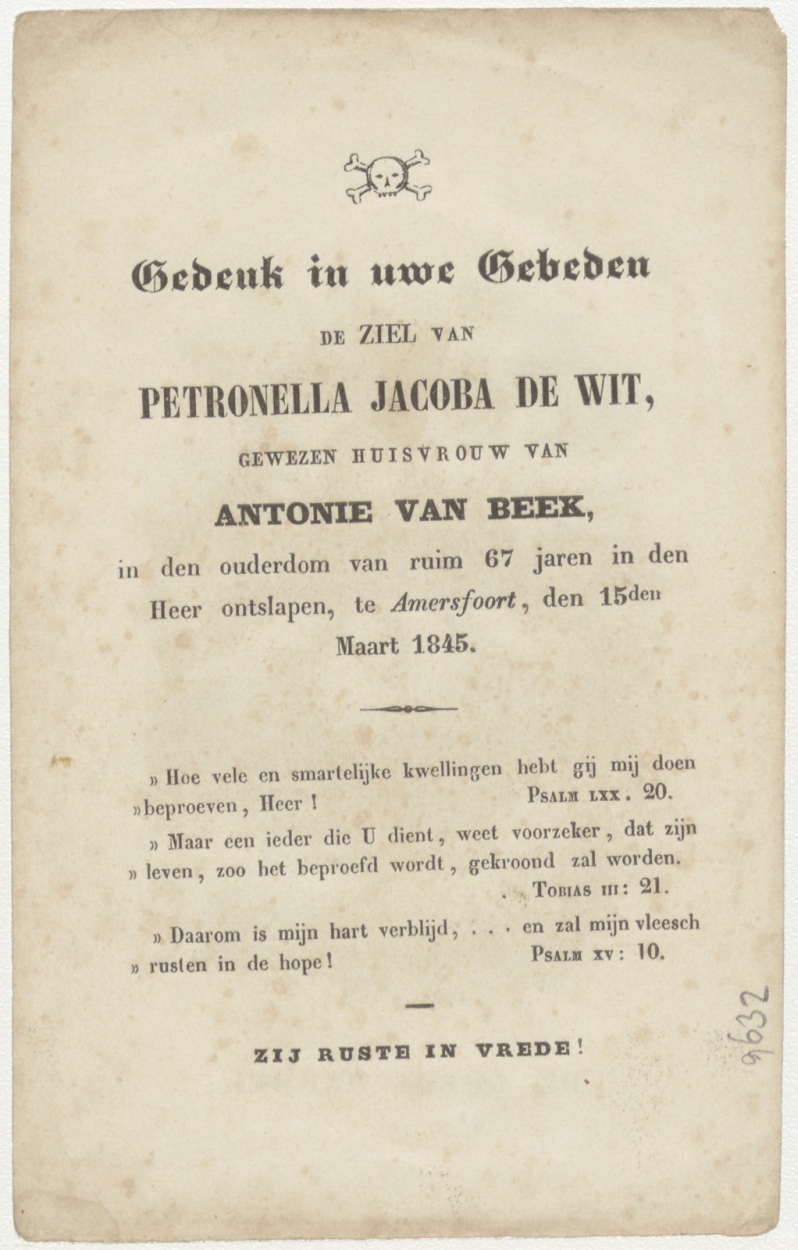 Gedenk in uwe Gebeden
DE ZIEL VAN
PETRONELLA JACOBA DE WIT,
GEWEZEN HUISVROUW VAN
ANTONIE VAN BEEK,
in den ouderdom van ruim 67 jaren in den
Heer ontslapen, te Amersfoort, den 15den
Maart 1845.
» Hoe vele en smartelijke kwellingen hebt gij mij doen
» beproeven, Heer! PSALM LXX. 20.
» Maar een ieder die U dient, weet voorzeker, dat zijn
» leven, zoo het beproefd wordt, gekroond zal worden.
TOBIAS III: 21.
» Daarom is mijn hart verblijd, . . . en zal mijn vleesch
» rusten in de hope! PSALM XV: 10.
ZIJ RUSTE IN VREDE!
9632